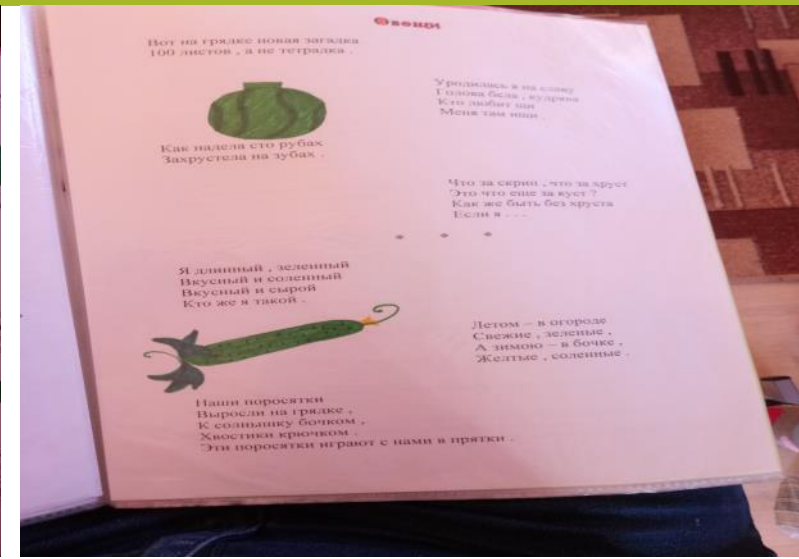 Овощи
Вот на грядке новая загадка
100 листов , а не тетрадка .
Как надела сто рубах
Захрустела на зубах .
Уродилась я на славу
Голова бела , кудрява
Кто любит щи
Меня там ищи .
Что за скрип , что за хруст
Это что еще за куст ?
Как же быть без хруста
Если я . . .
* * *
Я длинный , зеленный
Вкусный и соленный
Вкусный и сырой
Кто же я такой .
Летом – в огороде
Свежие , зеленые ,
А зимою – в бочке ,
Желтые , соленные .
Наши поросятки
Выросли на грядке ,
К солнышку бочком ,
Хвостики крючком .
Эти поросятки играют с нами в прятки .